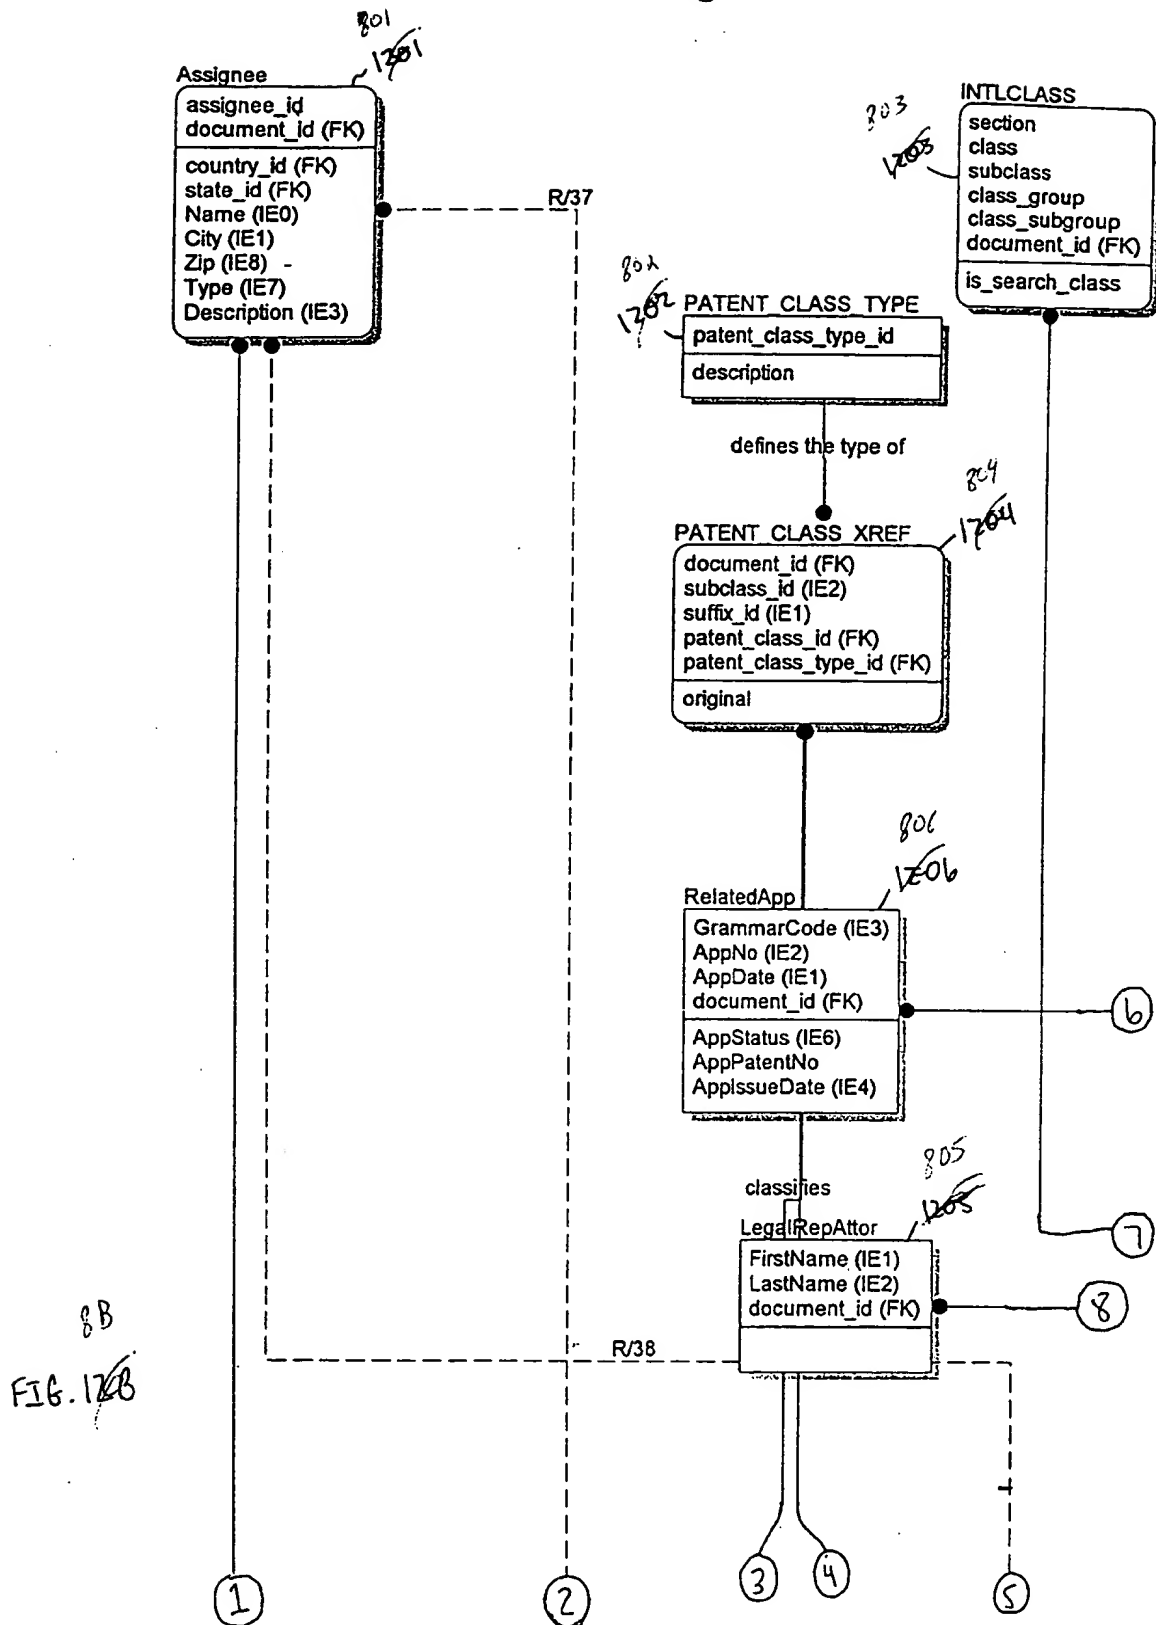 801
1201
Assignee
assignee_id
document_id (FK)
country_id (FK)
state_id (FK)
Name (IE0)
City (IE1)
Zip (IE8)
Type (IE7)
Description (IE3)
R/37
803
1203
INTLCLASS
section
class
subclass
class_group
class_subgroup
document_id (FK)
is_search_class
802
1202
PATENT_CLASS_TYPE
patent_class_type_id
description
defines the type of
804
1204
PATENT_CLASS_XREF
document_id (FK)
subclass_id (IE2)
suffix_id (IE1)
patent_class_id (FK)
patent_class_type_id (FK)
original
806
1206
RelatedApp
GrammarCode (IE3)
AppNo (IE2)
AppDate (IE1)
document_id (FK)
AppStatus (IE6)
AppPatentNo
AppIssueDate (IE4)
6
classifies
805
1205
LegalRepAttor
FirstName (IE1)
LastName (IE2)
document_id (FK)
7
8
R/38
8B
FIG. 12B
1
2
3
4
5